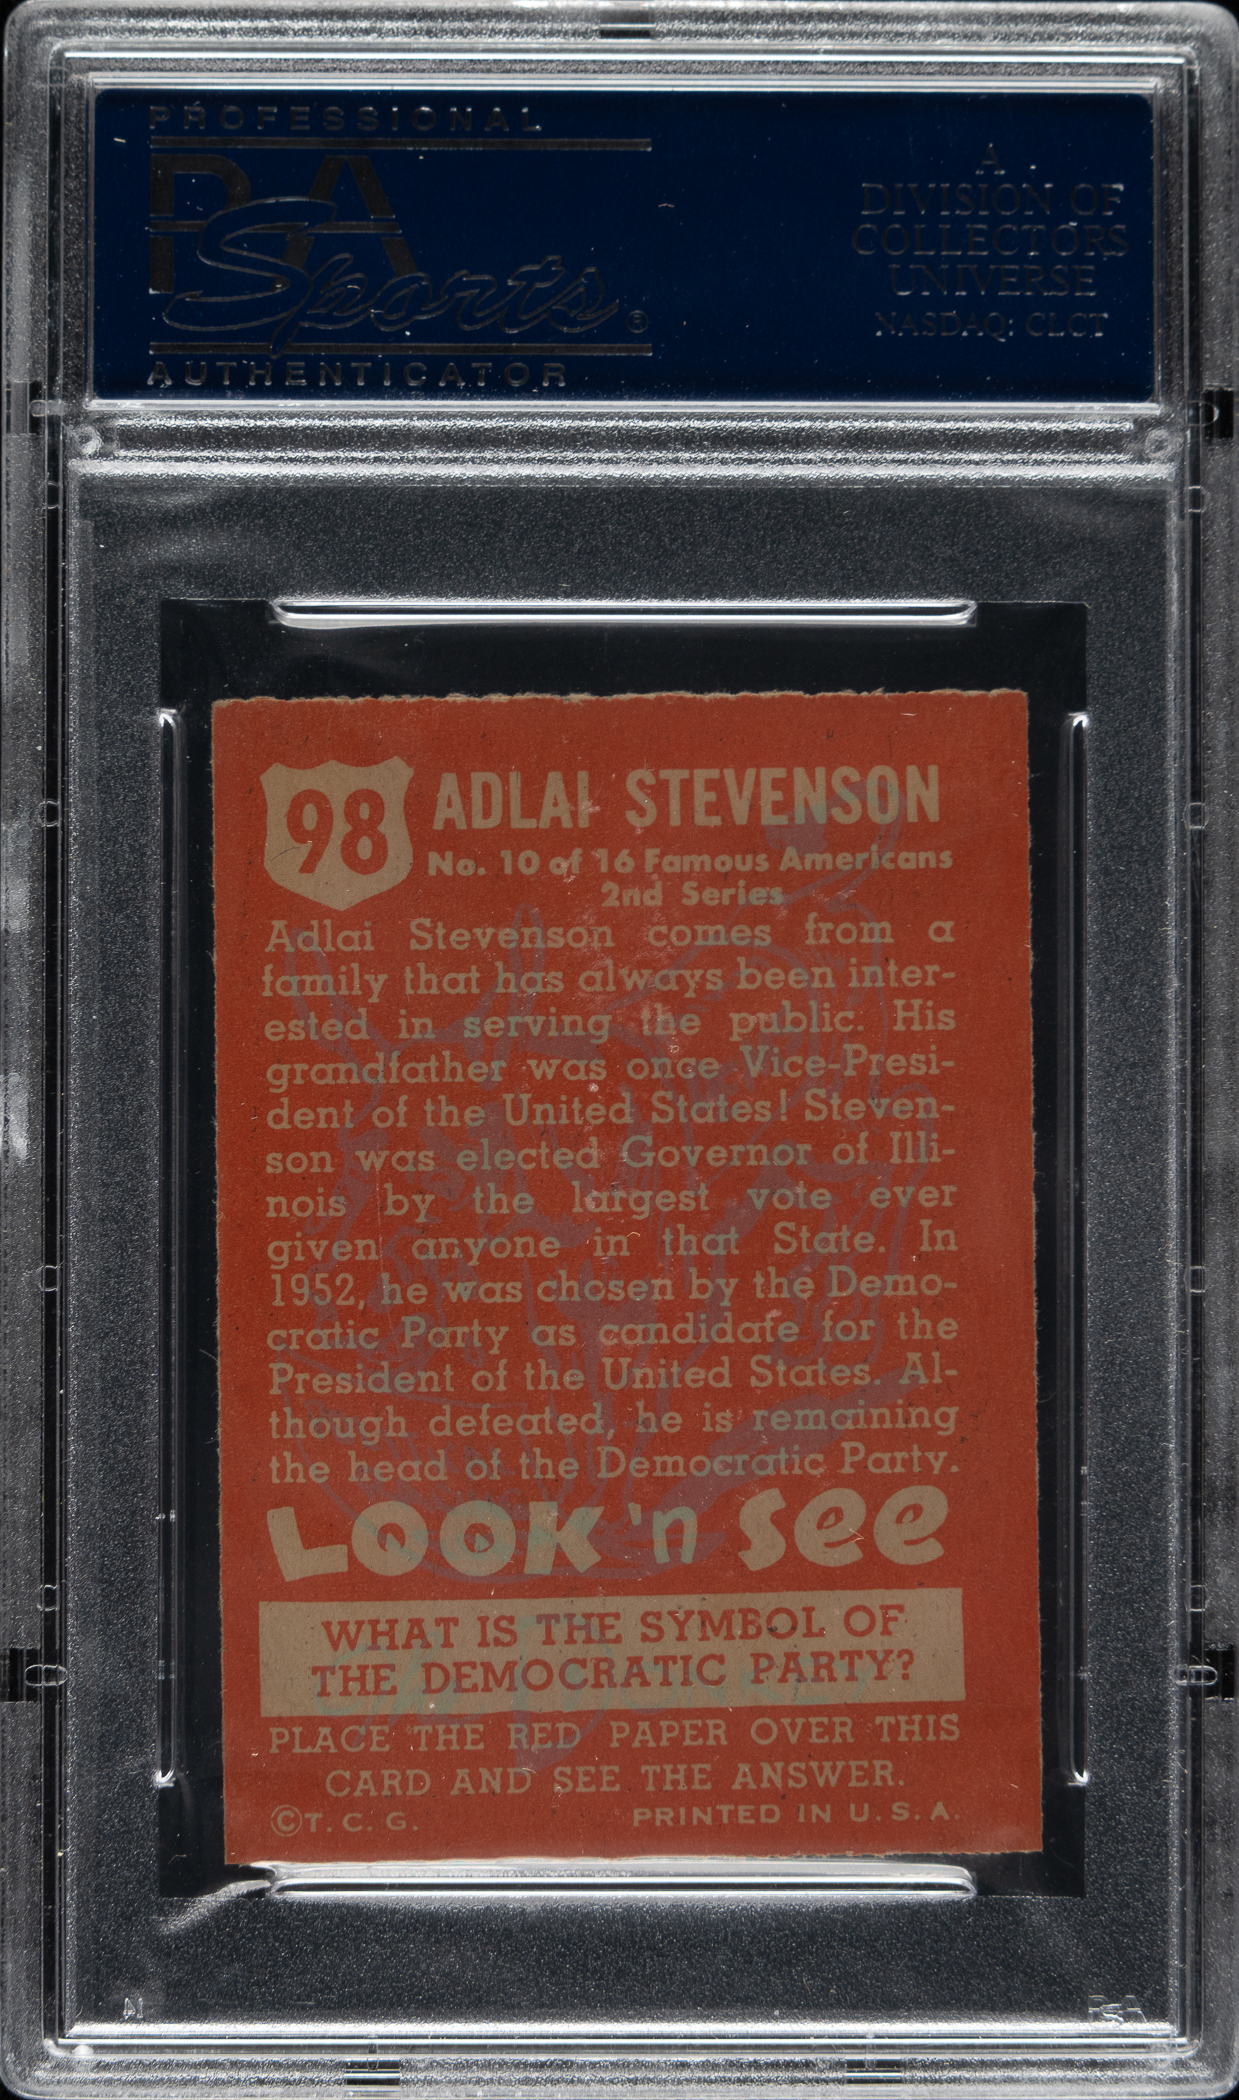 PROFESSIONAL
PSA
Sports®
AUTHENTICATOR
A
DIVISION OF
COLLECTORS
UNIVERSE
NASDAQ: CLCT
98
ADLAI STEVENSON
No. 10 of 16 Famous Americans
2nd Series
Adlai Stevenson comes from a
family that has always been inter-
ested in serving the public. His
grandfather was once Vice-Presi-
dent of the United States! Steven-
son was elected Governor of Illi-
nois by the largest vote ever
given anyone in that State. In
1952, he was chosen by the Demo-
cratic Party as candidate for the
President of the United States. Al-
though defeated, he is remaining
the head of the Democratic Party.
LOOK 'n SEE
WHAT IS THE SYMBOL OF
THE DEMOCRATIC PARTY?
PLACE THE RED PAPER OVER THIS
CARD AND SEE THE ANSWER.
©T. C. G.
PRINTED IN U. S. A.
PSA